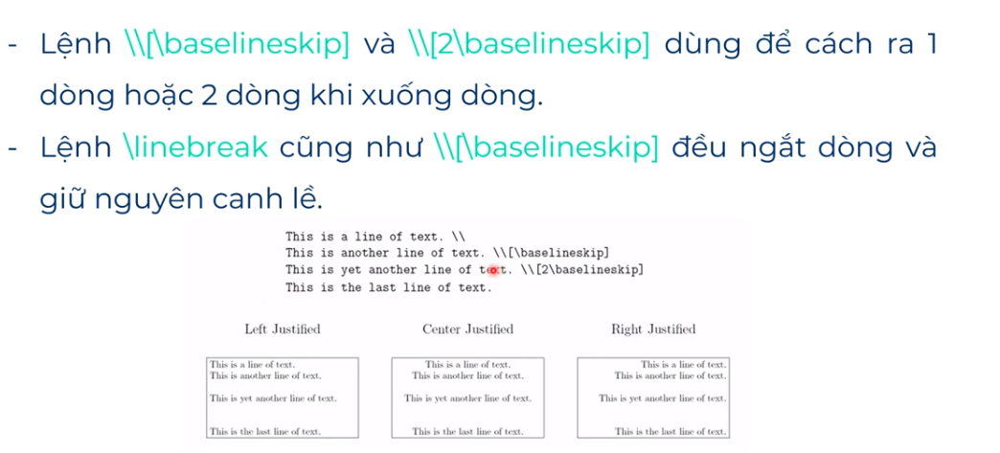 - Lệnh \\[\baselineskip] và \\[2\baselineskip] dùng để cách ra 1
dòng hoặc 2 dòng khi xuống dòng.
- Lệnh \linebreak cũng như \\[\baselineskip] đều ngắt dòng và
giữ nguyên canh lề.
This is a line of text. \\
This is another line of text. \\[\baselineskip]
This is yet another line of text. \\[2\baselineskip]
This is the last line of text.
Left Justified
This is a line of text.
This is another line of text.
This is yet another line of text.
This is the last line of text.
Center Justified
This is a line of text.
This is another line of text.
This is yet another line of text.
This is the last line of text.
Right Justified
This is a line of text.
This is another line of text.
This is yet another line of text.
This is the last line of text.